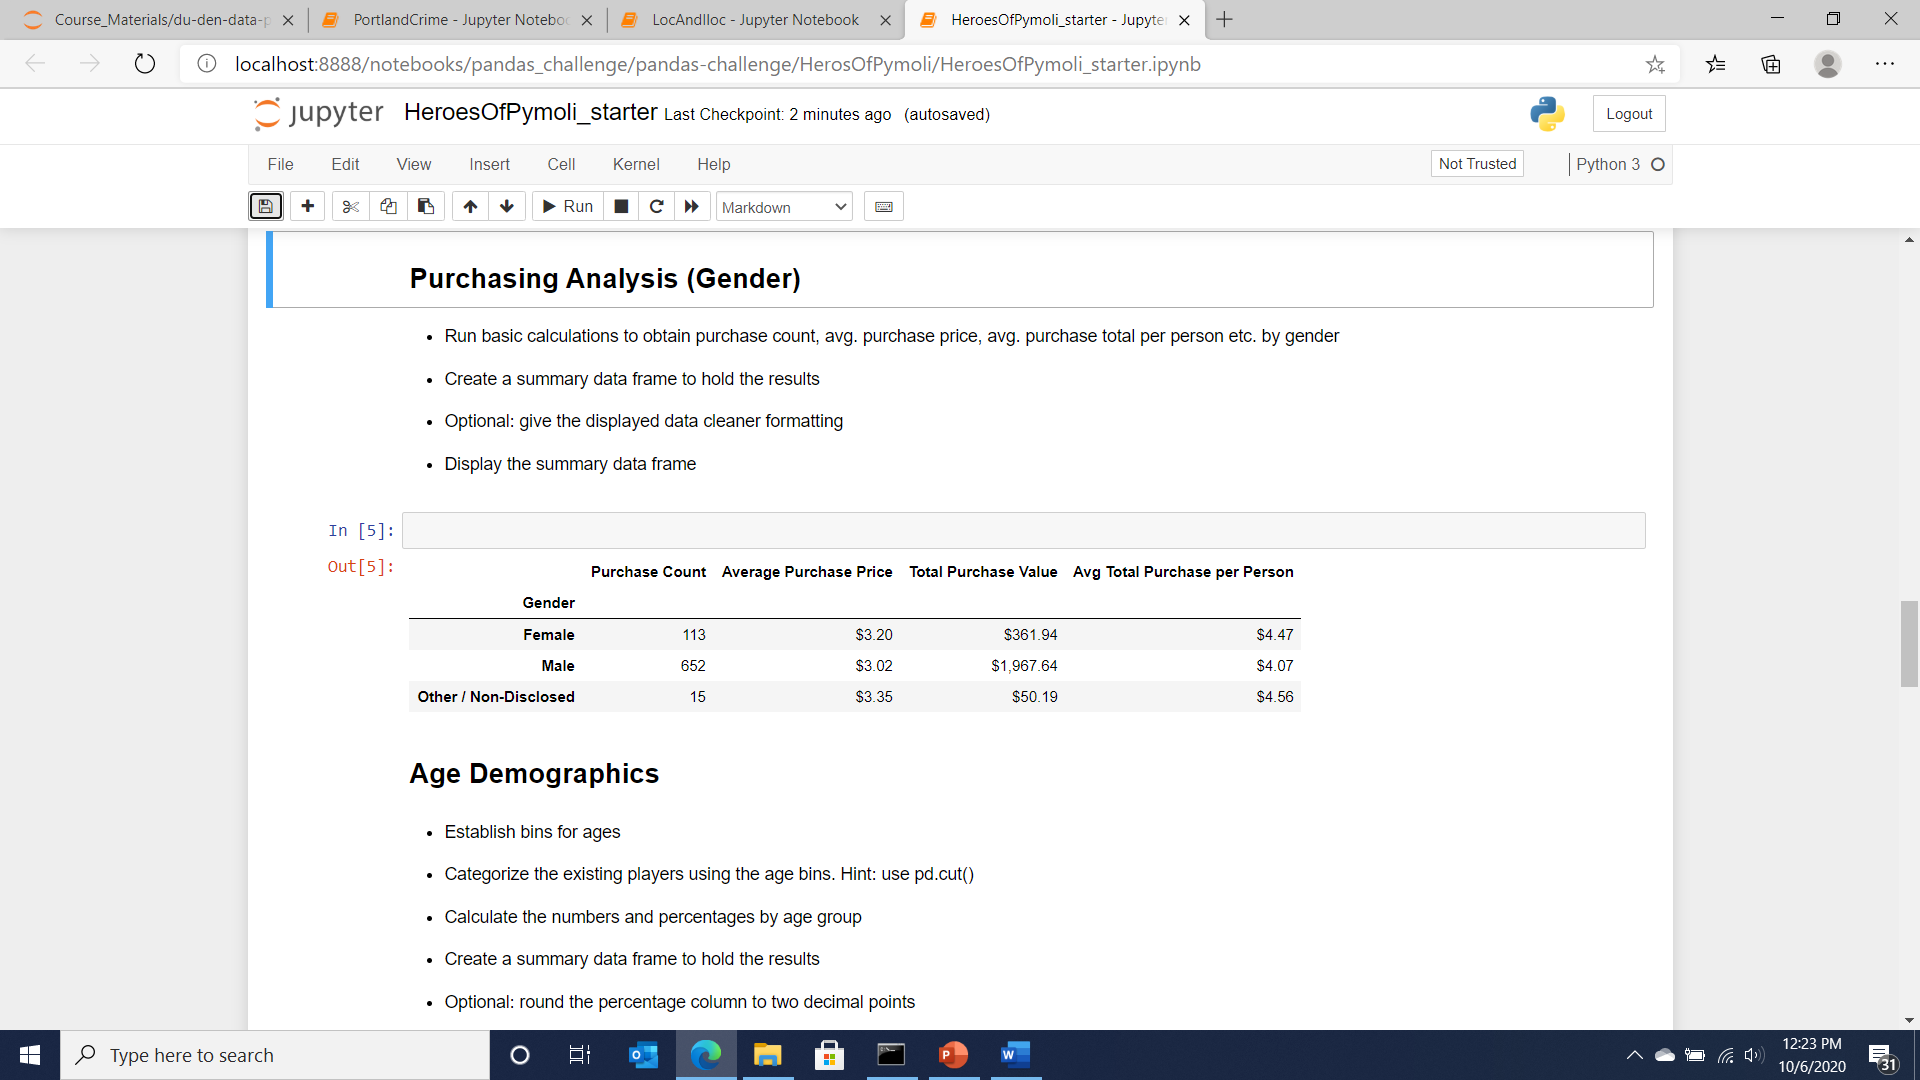 Course_Materials/du-den-data-p
PortlandCrime - Jupyter Noteboo
LocAndIloc - Jupyter Notebook
HeroesOfPymoli_starter - Jupyte
localhost:8888/notebooks/pandas_challenge/pandas-challenge/HerosOfPymoli/HeroesOfPymoli_starter.ipynb
jupyter HeroesOfPymoli_starter Last Checkpoint: 2 minutes ago (autosaved)
Logout
File Edit View Insert Cell Kernel Help
Not Trusted
Python 3
Run
Markdown
Purchasing Analysis (Gender)
• Run basic calculations to obtain purchase count, avg. purchase price, avg. purchase total per person etc. by gender
• Create a summary data frame to hold the results
• Optional: give the displayed data cleaner formatting
• Display the summary data frame
In [5]:
Out[5]:
Purchase Count Average Purchase Price Total Purchase Value Avg Total Purchase per Person
Gender
Female 113 $3.20 $361.94 $4.47
Male 652 $3.02 $1,967.64 $4.07
Other / Non-Disclosed 15 $3.35 $50.19 $4.56
Age Demographics
• Establish bins for ages
• Categorize the existing players using the age bins. Hint: use pd.cut()
• Calculate the numbers and percentages by age group
• Create a summary data frame to hold the results
• Optional: round the percentage column to two decimal points
Type here to search
12:23 PM
10/6/2020
31